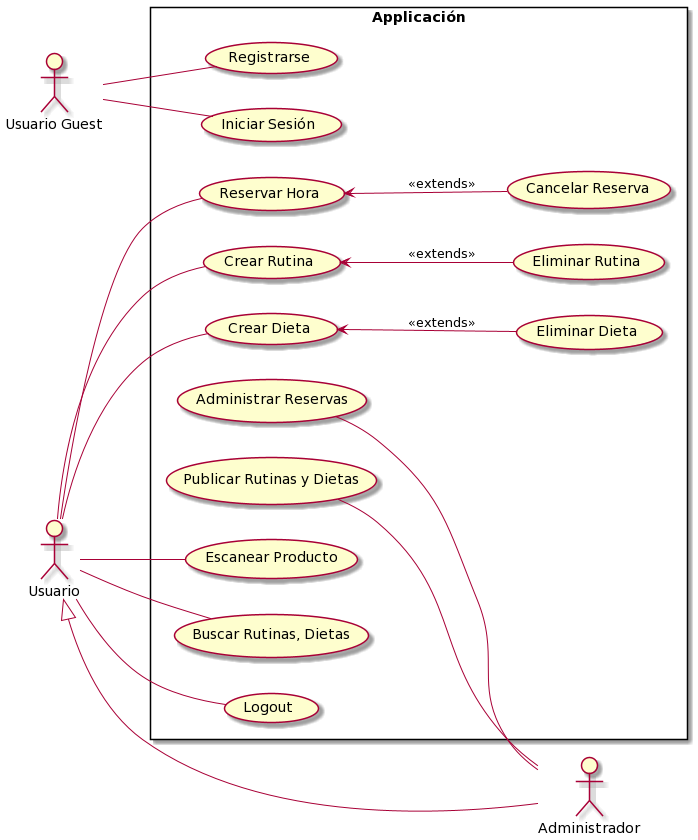 Applicación
Registrarse
Usuario Guest
Iniciar Sesión
Reservar Hora
«extends»
Cancelar Reserva
Crear Rutina
«extends»
Eliminar Rutina
Crear Dieta
«extends»
Eliminar Dieta
Administrar Reservas
Publicar Rutinas y Dietas
Escanear Producto
Usuario
Buscar Rutinas, Dietas
Logout
Administrador